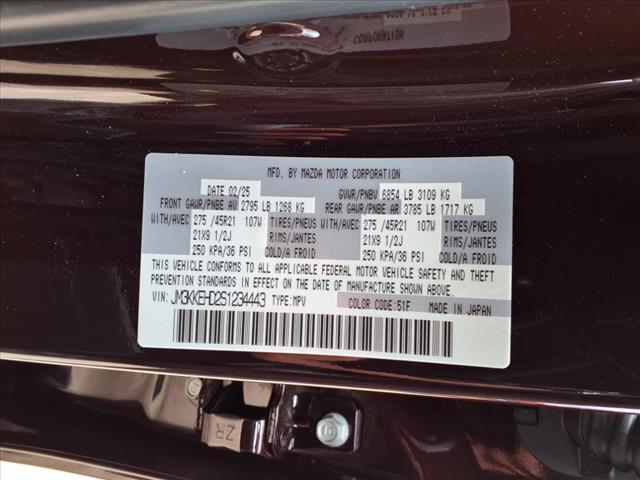 MFD. BY MAZDA MOTOR CORPORATION
DATE 02/25 GVWR/PNBV 6854 LB 3109 KG
FRONT GAWR/PNBE AV 2795 LB 1268 KG REAR GAWR/PNBE AR 3785 LB 1717 KG
WITH/AVEC 275 /45R21 107W TIRES/PNEUS WITH/AVEC 275 /45R21 107W TIRES/PNEUS
21X9 1/2J RIMS/JANTES 21X9 1/2J RIMS/JANTES
250 KPA/36 PSI COLD/A FROID 250 KPA/36 PSI COLD/A FROID
THIS VEHICLE CONFORMS TO ALL APPLICABLE FEDERAL MOTOR VEHICLE SAFETY AND THEFT
PREVENTION STANDARDS IN EFFECT ON THE DATE OF MANUFACTURE SHOWN ABOVE.
VIN: JM3KKEHD2S1234443 TYPE: MPV COLOR CODE: 51F MADE IN JAPAN
ZR